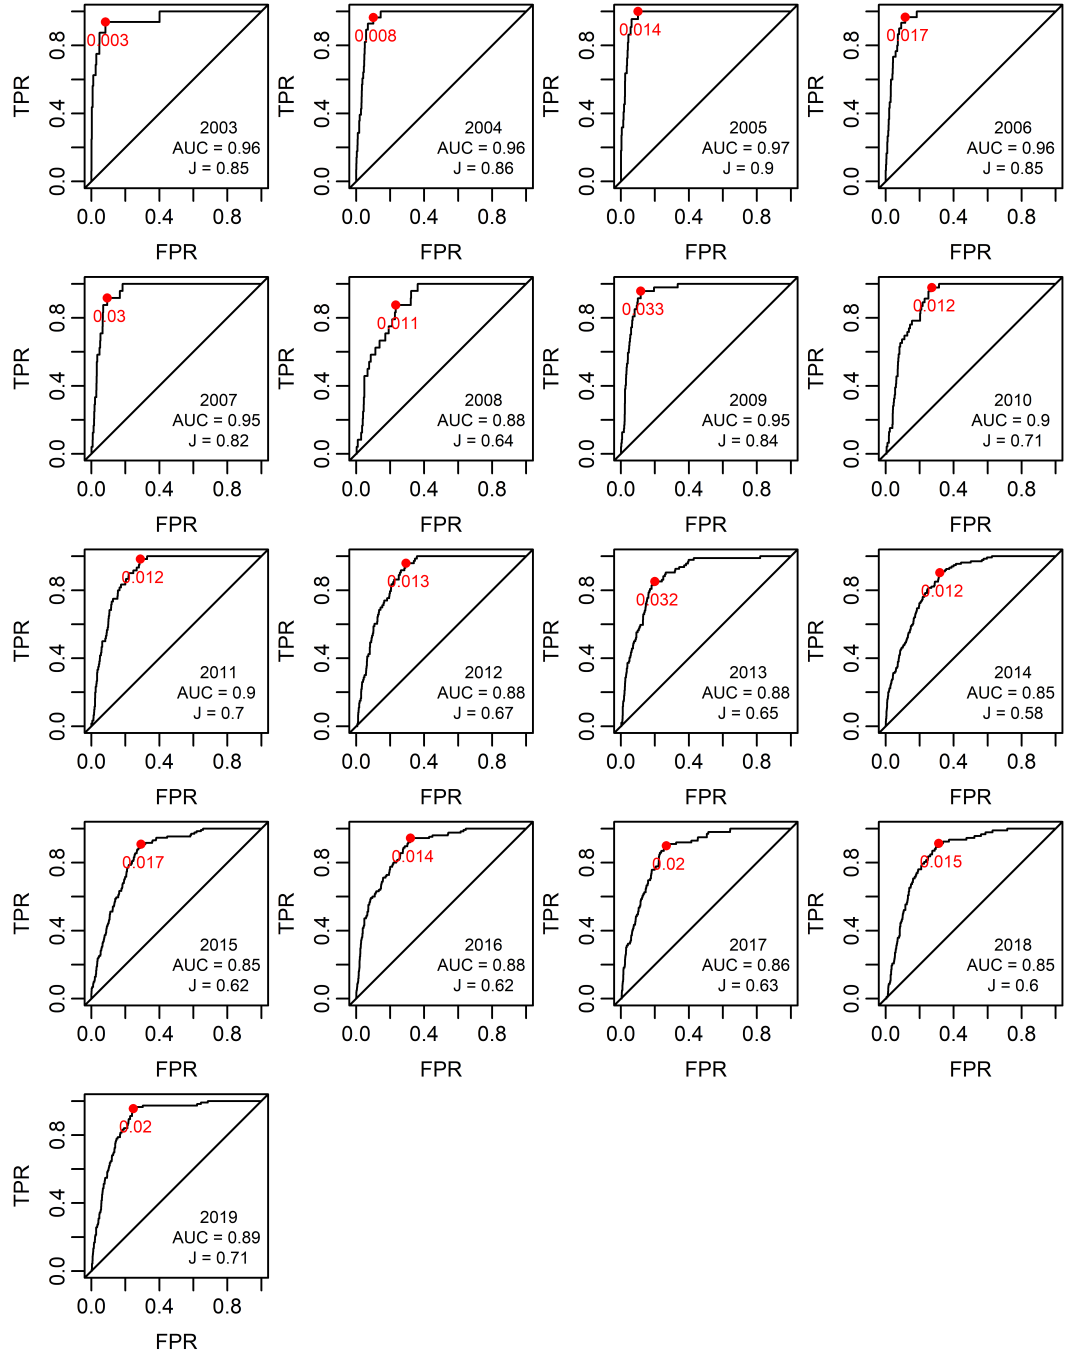 TPR
0.0 0.4 0.8
0.003
2003
AUC = 0.96
J = 0.85
0.0 0.4 0.8
FPR
TPR
0.0 0.4 0.8
0.008
2004
AUC = 0.96
J = 0.86
0.0 0.4 0.8
FPR
TPR
0.0 0.4 0.8
0.014
2005
AUC = 0.97
J = 0.9
0.0 0.4 0.8
FPR
TPR
0.0 0.4 0.8
0.017
2006
AUC = 0.96
J = 0.85
0.0 0.4 0.8
FPR
TPR
0.0 0.4 0.8
0.03
2007
AUC = 0.95
J = 0.82
0.0 0.4 0.8
FPR
TPR
0.0 0.4 0.8
0.011
2008
AUC = 0.88
J = 0.64
0.0 0.4 0.8
FPR
TPR
0.0 0.4 0.8
0.033
2009
AUC = 0.95
J = 0.84
0.0 0.4 0.8
FPR
TPR
0.0 0.4 0.8
0.012
2010
AUC = 0.9
J = 0.71
0.0 0.4 0.8
FPR
TPR
0.0 0.4 0.8
0.012
2011
AUC = 0.9
J = 0.7
0.0 0.4 0.8
FPR
TPR
0.0 0.4 0.8
0.013
2012
AUC = 0.88
J = 0.67
0.0 0.4 0.8
FPR
TPR
0.0 0.4 0.8
0.032
2013
AUC = 0.88
J = 0.65
0.0 0.4 0.8
FPR
TPR
0.0 0.4 0.8
0.012
2014
AUC = 0.85
J = 0.58
0.0 0.4 0.8
FPR
TPR
0.0 0.4 0.8
0.017
2015
AUC = 0.85
J = 0.62
0.0 0.4 0.8
FPR
TPR
0.0 0.4 0.8
0.014
2016
AUC = 0.88
J = 0.62
0.0 0.4 0.8
FPR
TPR
0.0 0.4 0.8
0.02
2017
AUC = 0.86
J = 0.63
0.0 0.4 0.8
FPR
TPR
0.0 0.4 0.8
0.015
2018
AUC = 0.85
J = 0.6
0.0 0.4 0.8
FPR
TPR
0.0 0.4 0.8
0.02
2019
AUC = 0.89
J = 0.71
0.0 0.4 0.8
FPR